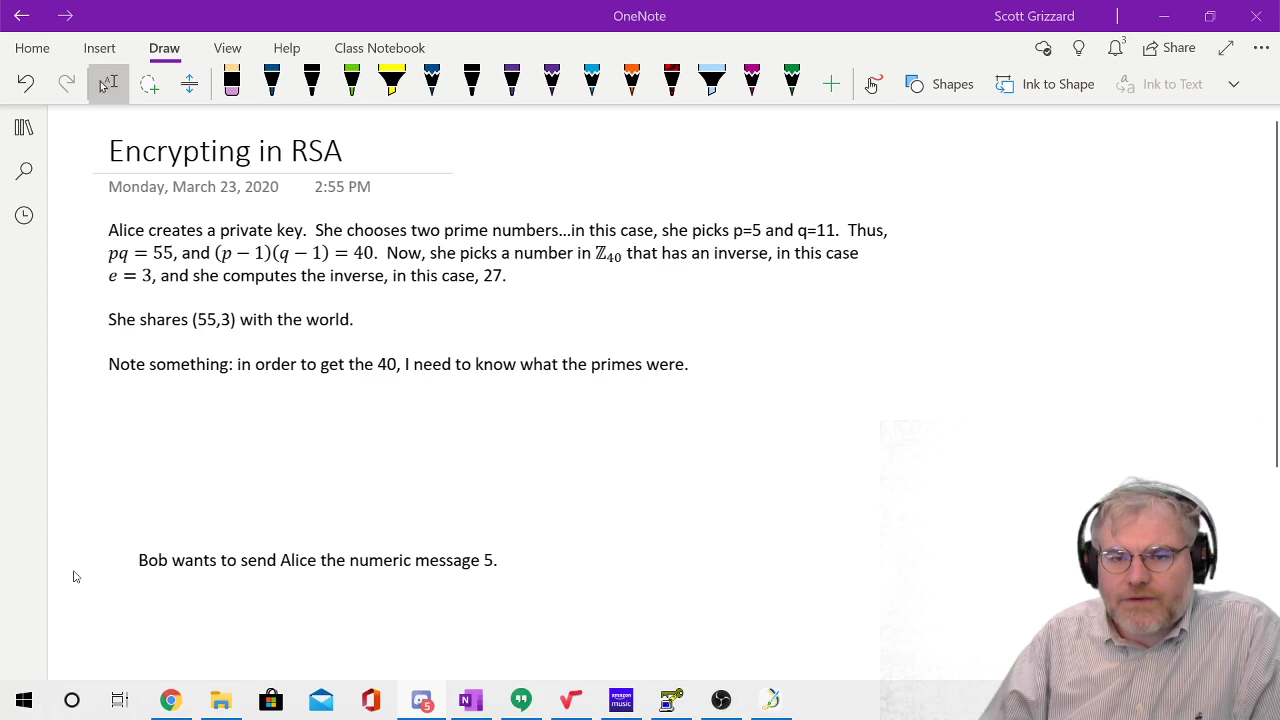 OneNote
Scott Grizzard
Home Insert Draw View Help Class Notebook
3
Share
Shapes
Ink to Shape
Ink to Text
Encrypting in RSA
Monday, March 23, 2020 2:55 PM
Alice creates a private key. She chooses two prime numbers...in this case, she picks p=5 and q=11. Thus,
𝑝𝑞 = 55, and (𝑝 − 1)(𝑞 − 1) = 40. Now, she picks a number in ℤ₄₀ that has an inverse, in this case
𝑒 = 3, and she computes the inverse, in this case, 27.
She shares (55,3) with the world.
Note something: in order to get the 40, I need to know what the primes were.
Bob wants to send Alice the numeric message 5.
5
N
amazon
music